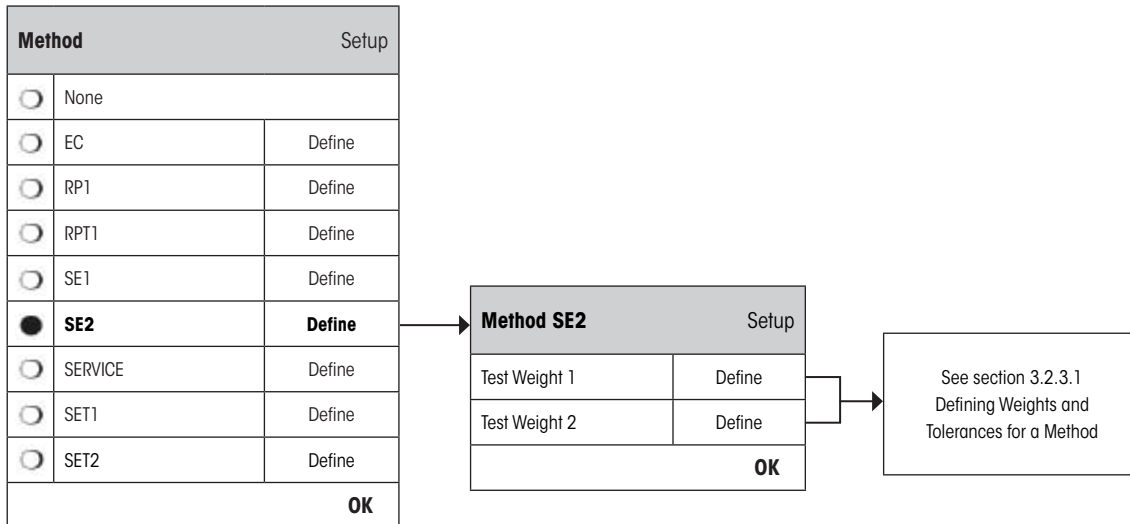 Method Setup
None
EC Define
RP1 Define
RPT1 Define
SE1 Define
SE2 Define
SERVICE Define
SET1 Define
SET2 Define
OK
Method SE2 Setup
Test Weight 1 Define
Test Weight 2 Define
OK
See section 3.2.3.1
Defining Weights and
Tolerances for a Method